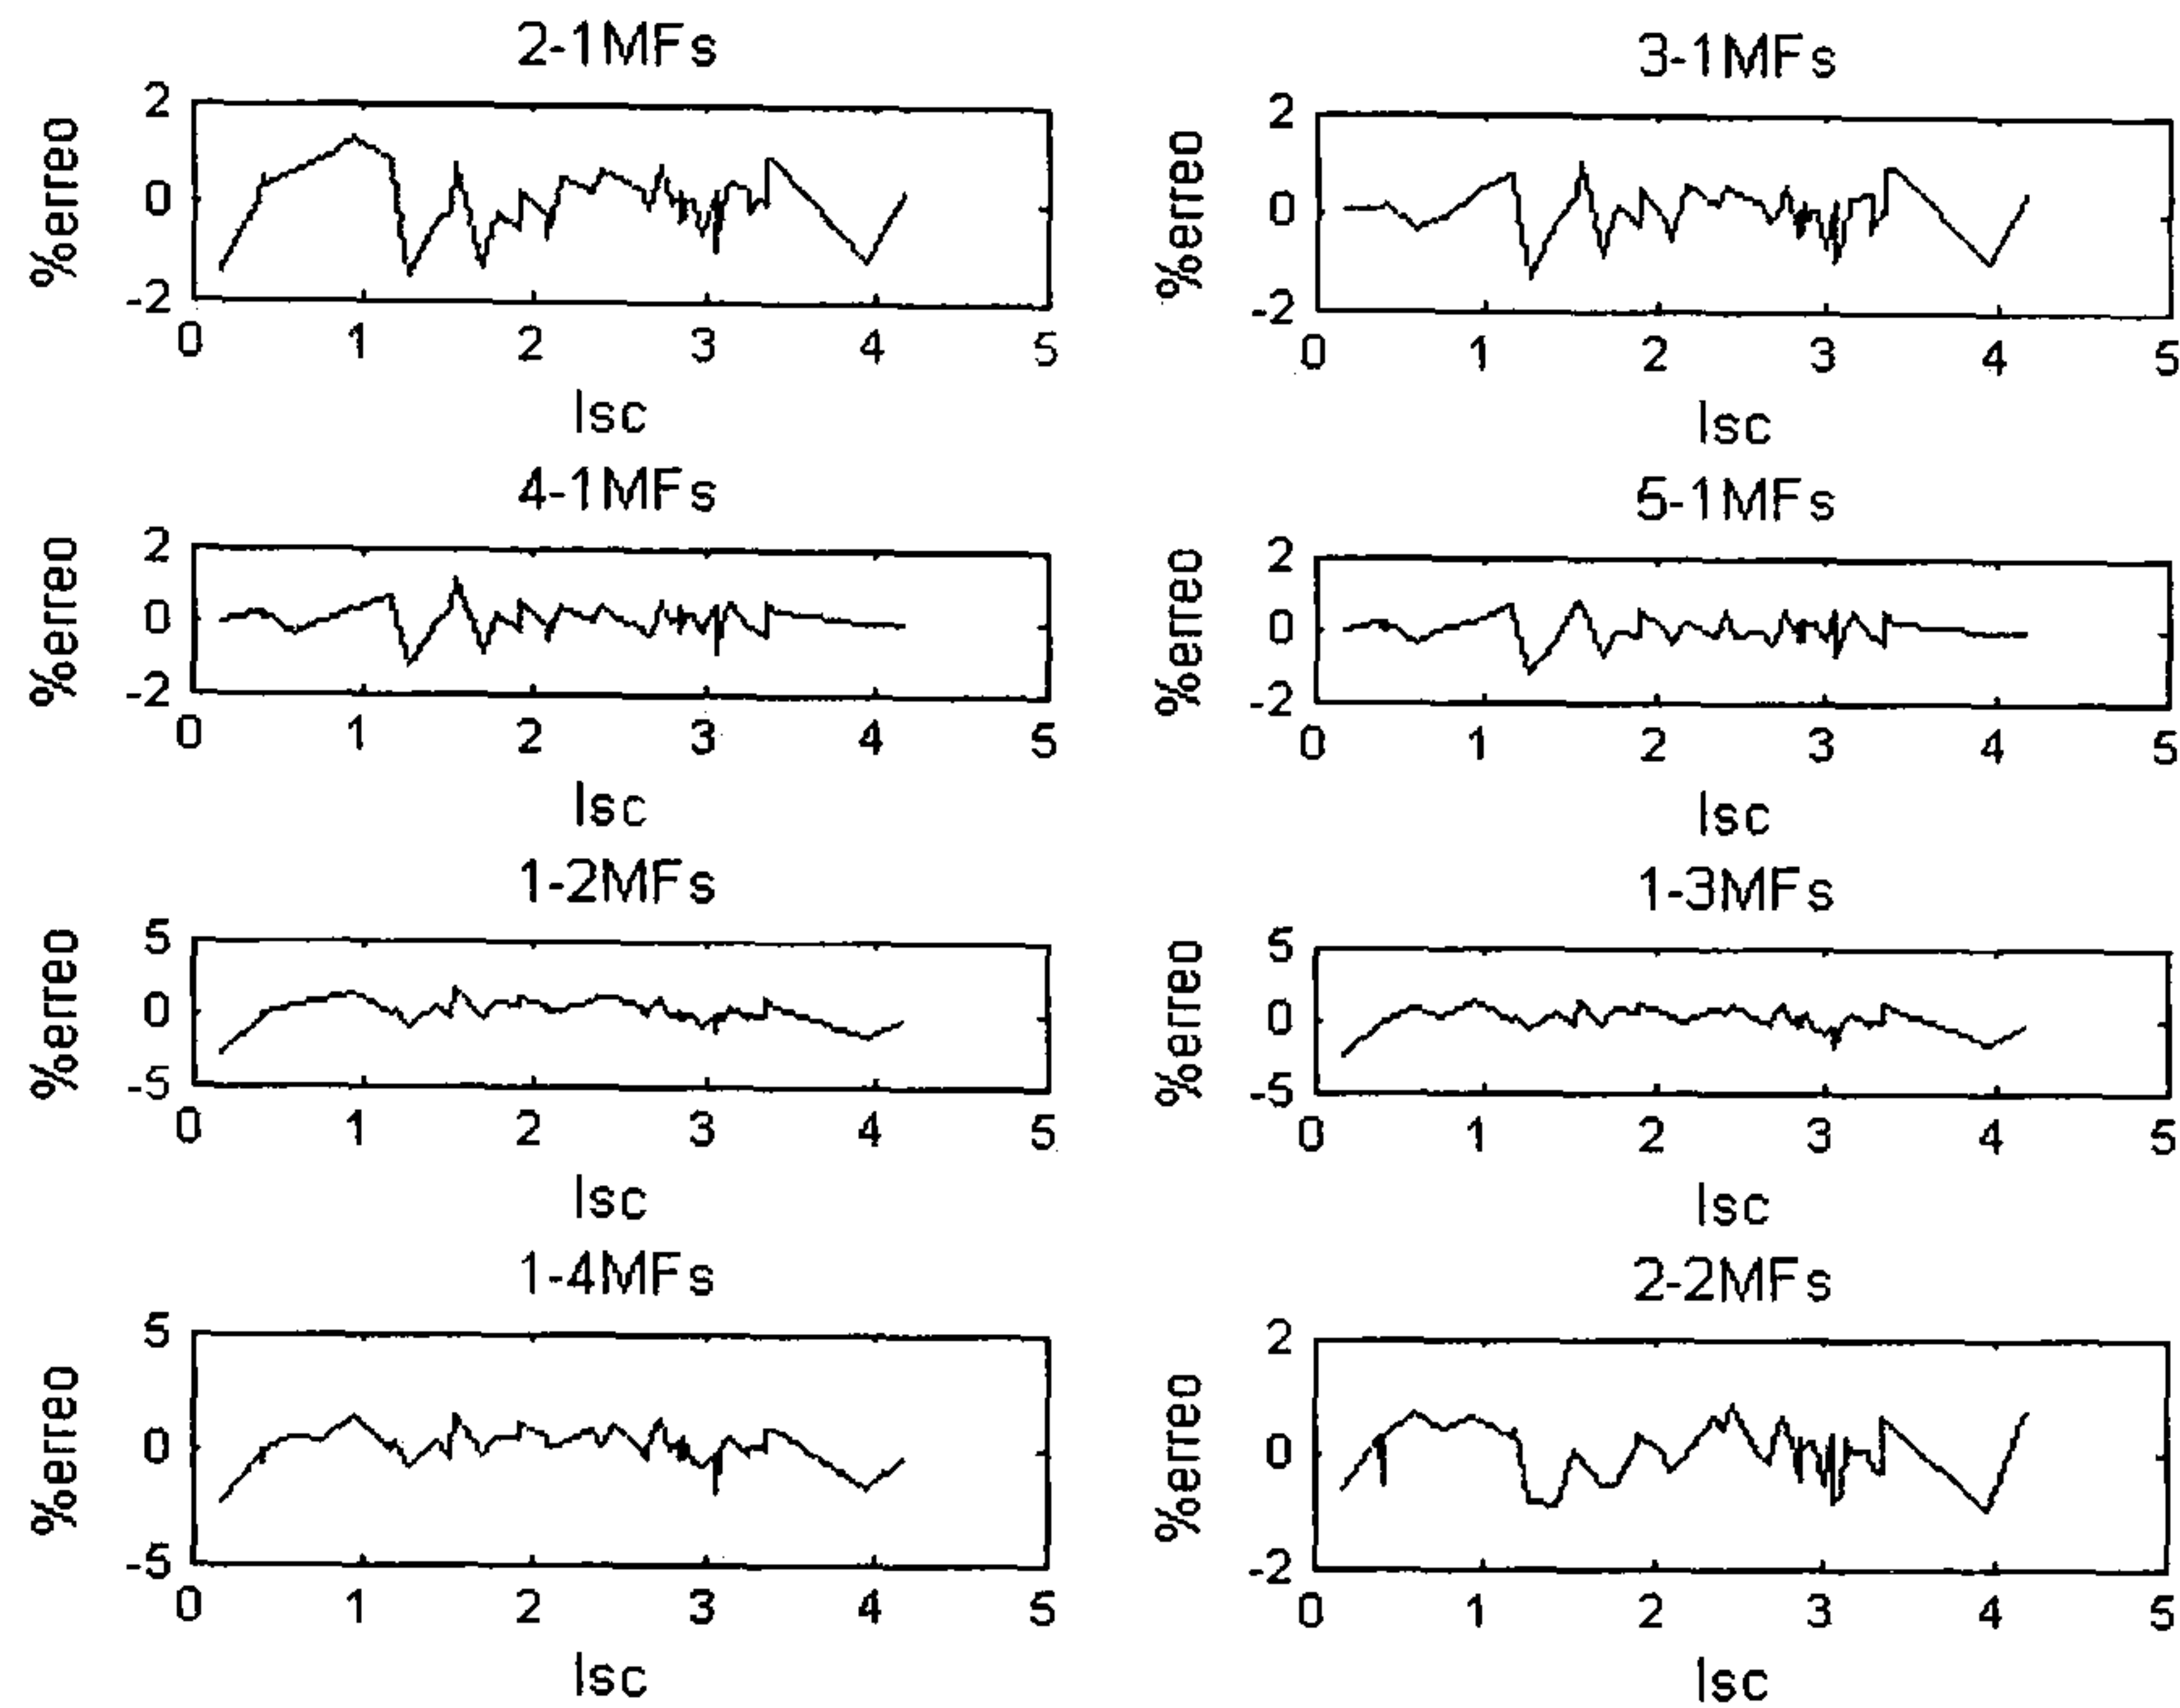 2-1MFs
%erreo
2
0
-2
0 1 2 3 4 5
Isc
3-1MFs
%erreo
2
0
-2
0 1 2 3 4 5
Isc
4-1MFs
%erreo
2
0
-2
0 1 2 3 4 5
Isc
5-1MFs
%erreo
2
0
-2
0 1 2 3 4 5
Isc
1-2MFs
%erreo
5
0
-5
0 1 2 3 4 5
Isc
1-3MFs
%erreo
5
0
-5
0 1 2 3 4 5
Isc
1-4MFs
%erreo
5
0
-5
0 1 2 3 4 5
Isc
2-2MFs
%erreo
2
0
-2
0 1 2 3 4 5
Isc